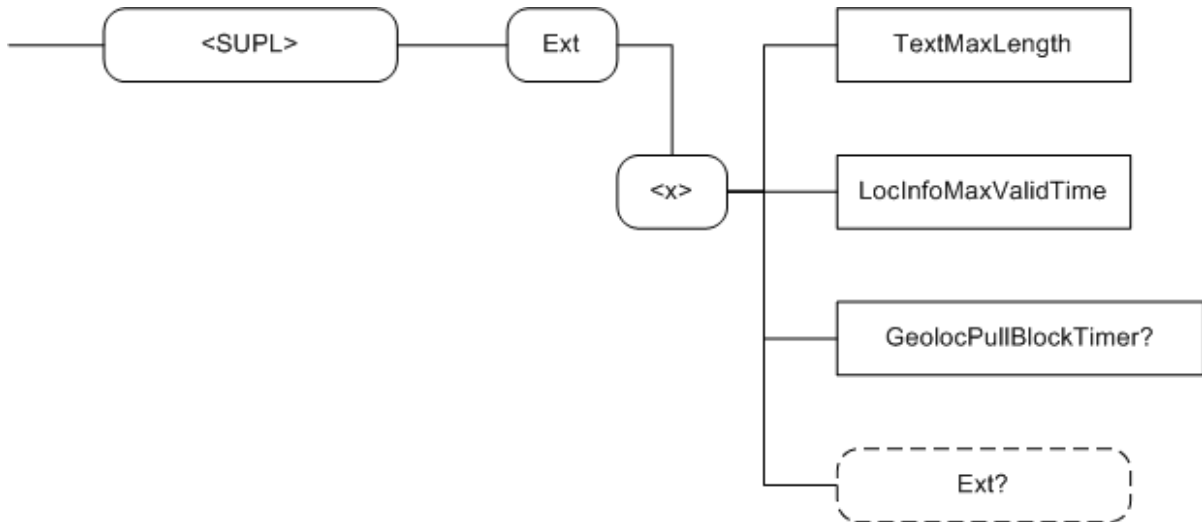 <SUPL>
Ext
TextMaxLength
<x>
LocInfoMaxValidTime
GeolocPullBlockTimer?
Ext?